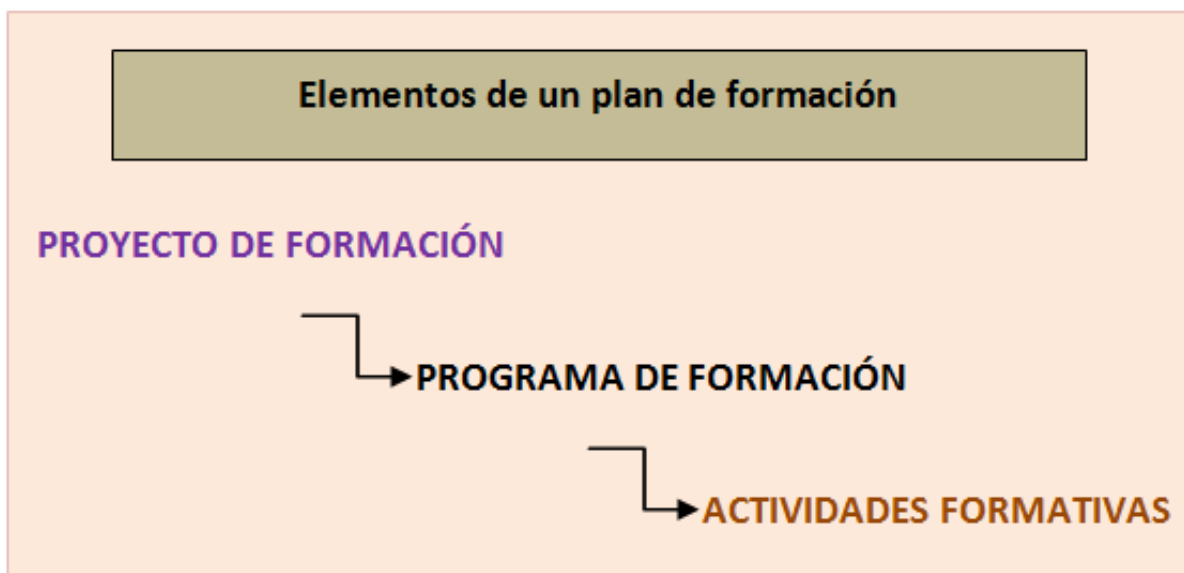 Elementos de un plan de formación
PROYECTO DE FORMACIÓN
PROGRAMA DE FORMACIÓN
ACTIVIDADES FORMATIVAS